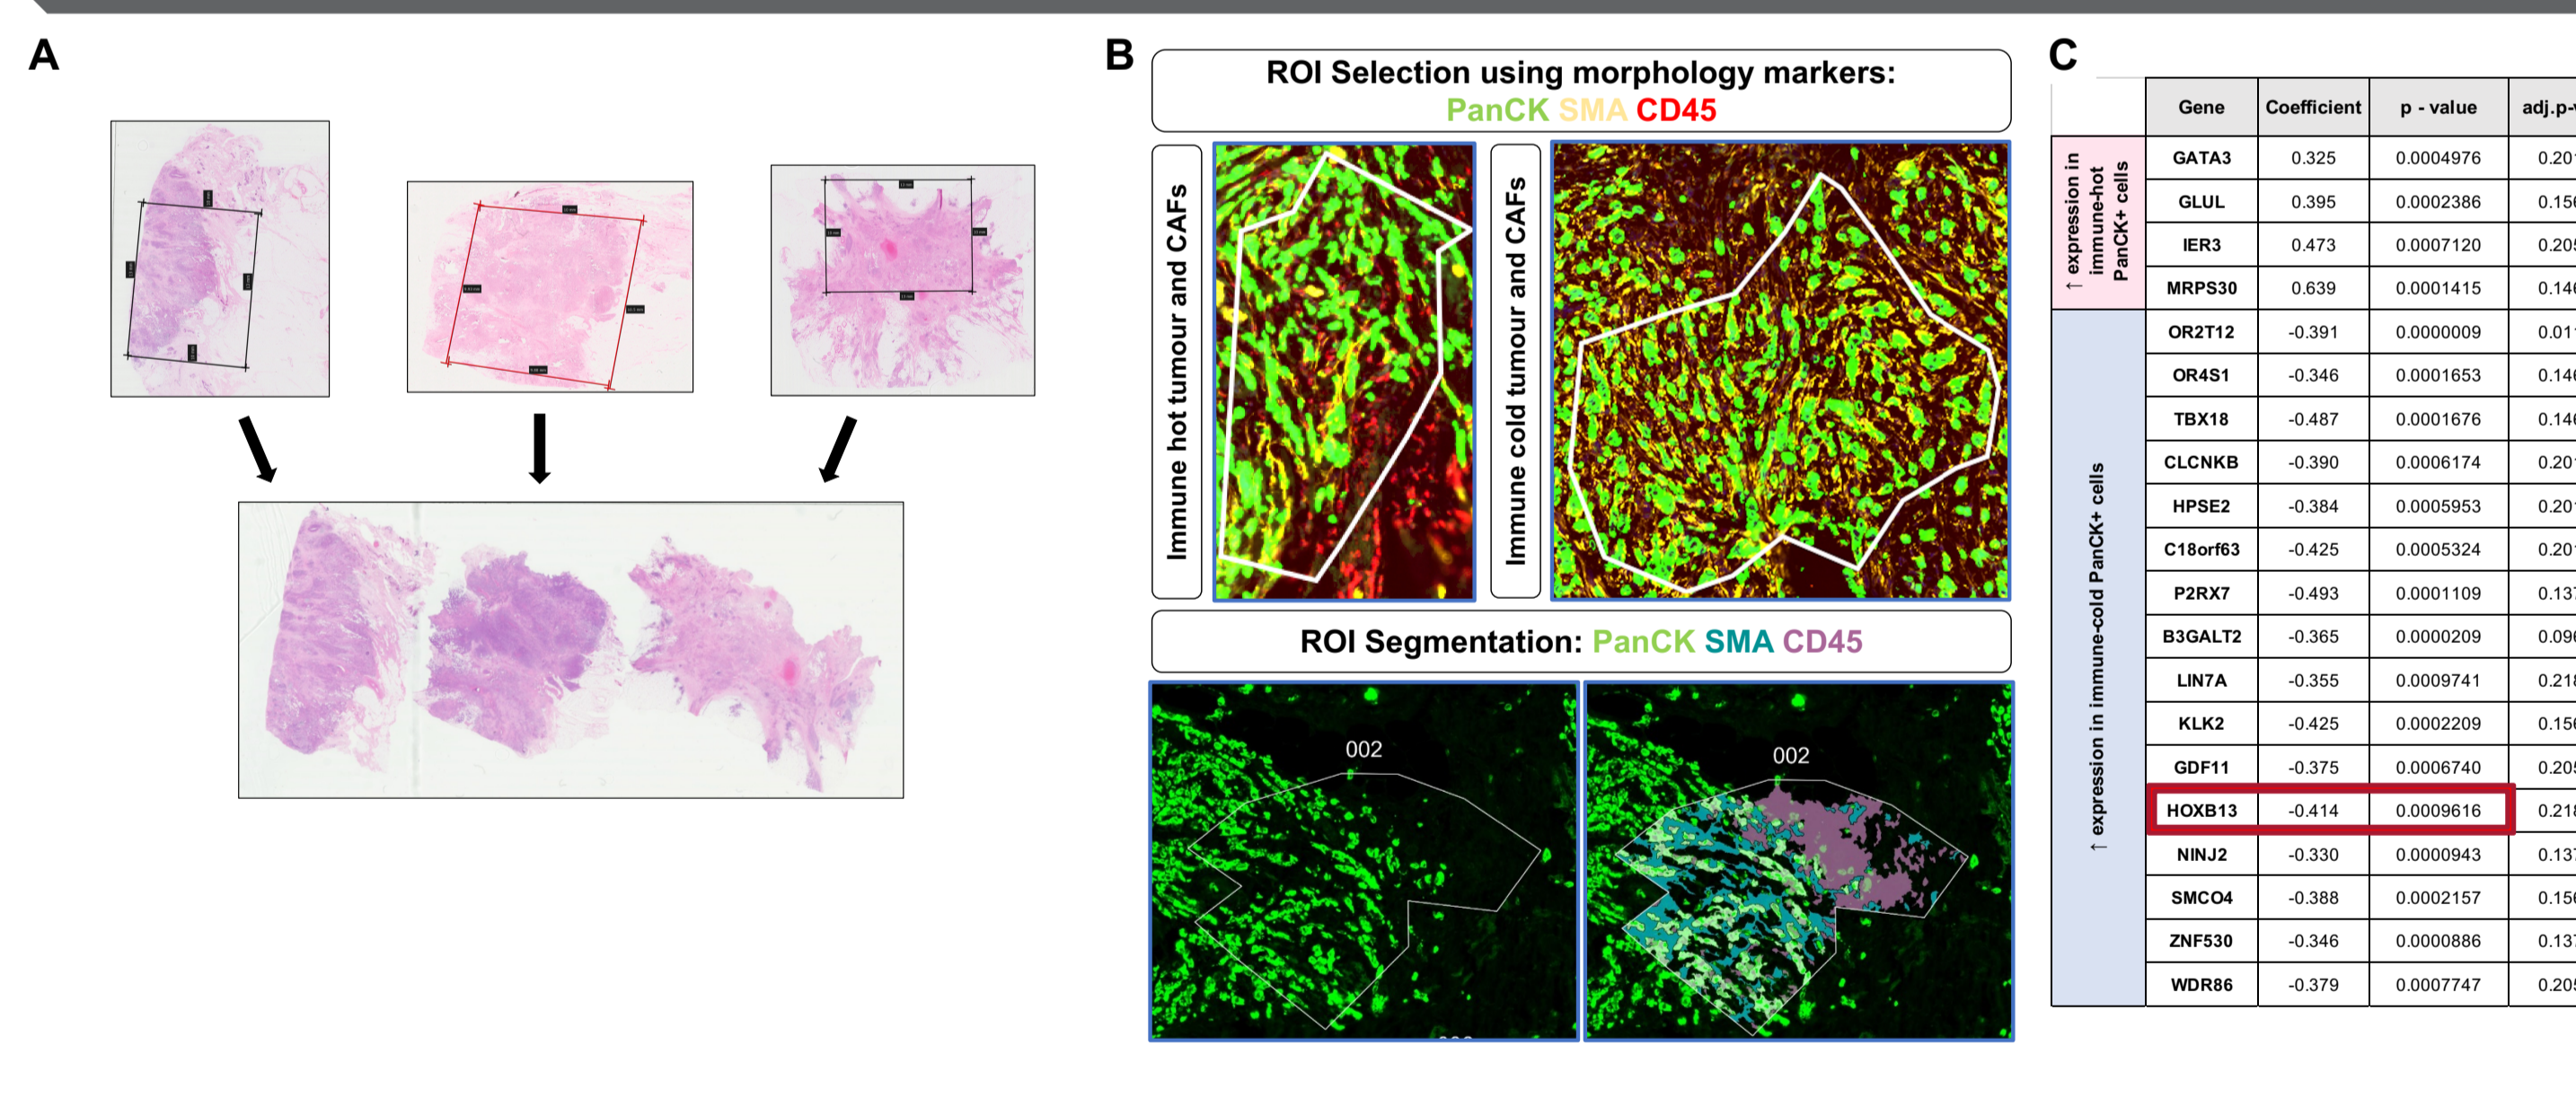 A
B
ROI Selection using morphology markers:
PanCK SMA CD45
Immune hot tumour and CAFs
Immune cold tumour and CAFs
ROI Segmentation: PanCK SMA CD45
002
002
C
Gene Coefficient p - value
↑ expression in
immune-hot
PanCK+ cells
GATA3 0.325 0.0004976
GLUL 0.395 0.0002386
IER3 0.473 0.0007120
MRPS30 0.639 0.0001415
↑ expression in immune-cold PanCK+ cells
OR2T12 -0.391 0.0000009
OR4S1 -0.346 0.0001653
TBX18 -0.487 0.0001676
CLCNKB -0.390 0.0006174
HPSE2 -0.384 0.0005953
C18orf63 -0.425 0.0005324
P2RX7 -0.493 0.0001109
B3GALT2 -0.365 0.0000209
LIN7A -0.355 0.0009741
KLK2 -0.425 0.0002209
GDF11 -0.375 0.0006740
HOXB13 -0.414 0.0009616
NINJ2 -0.330 0.0000943
SMCO4 -0.388 0.0002157
ZNF530 -0.346 0.0000886
WDR86 -0.379 0.0007747